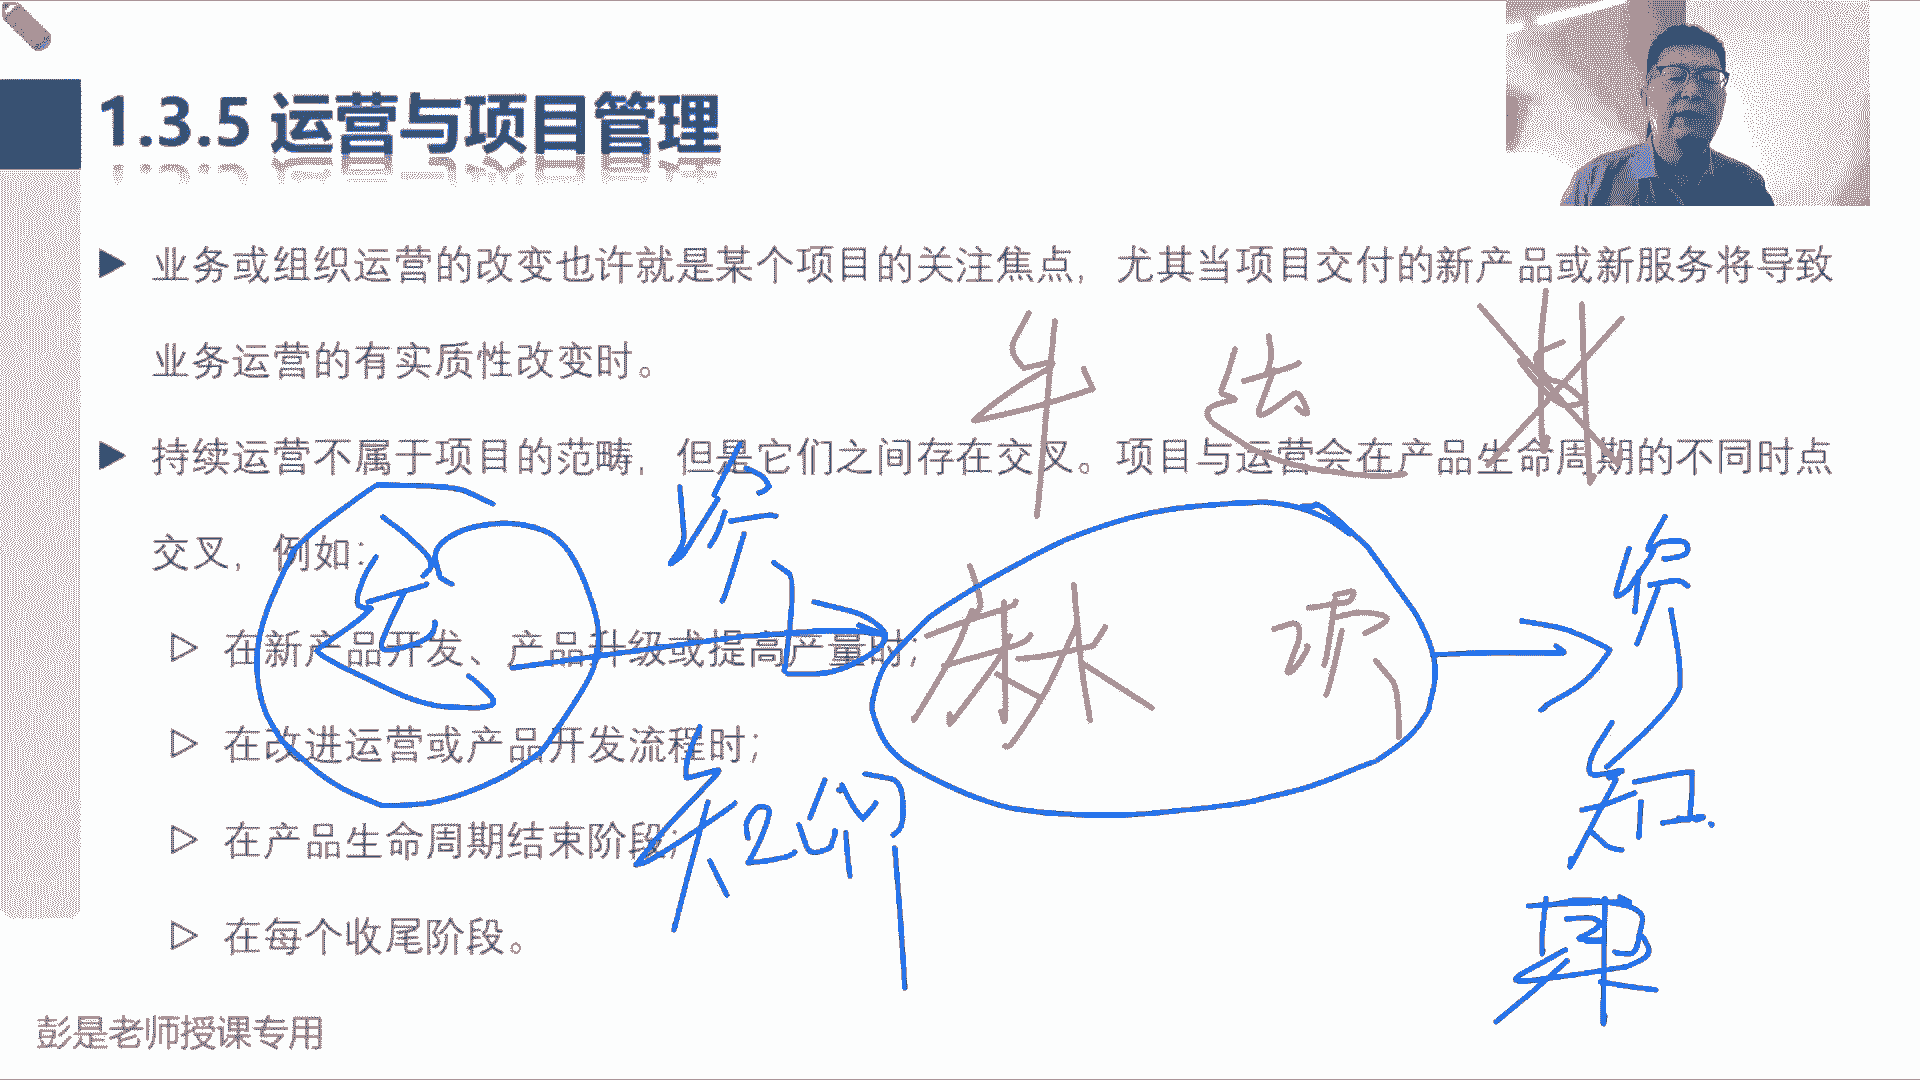 1.3.5 运营与项目管理
业务或组织运营的改变也许就是某个项目的关注焦点，尤其当项目交付的新产品或新服务将导致
业务运营的有实质性改变时。
持续运营不属于项目的范畴，但是它们之间存在交叉。项目与运营会在产品生命周期的不同时点
交叉，例如：
在新产品开发、产品升级或提高产量时；
在改进运营或产品开发流程时；
在产品生命周期结束阶段；
在每个收尾阶段。
彭是老师授课专用